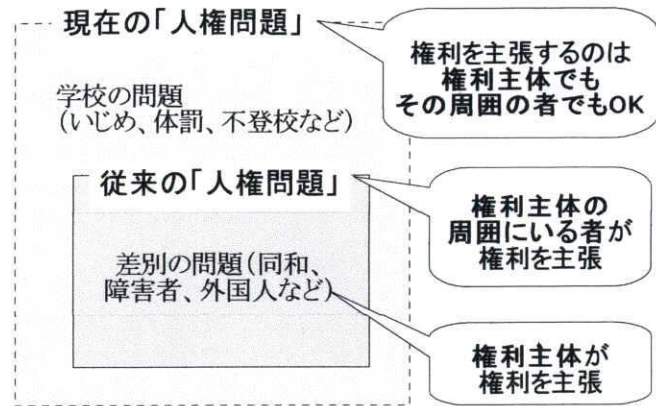 現在の「人権問題」
権利を主張するのは
権利主体でも
その周囲の者でもOK
学校の問題
(いじめ、体罰、不登校など)
従来の「人権問題」
権利主体の
周囲にいる者が
権利を主張
差別の問題(同和、
障害者、外国人など)
権利主体が
権利を主張